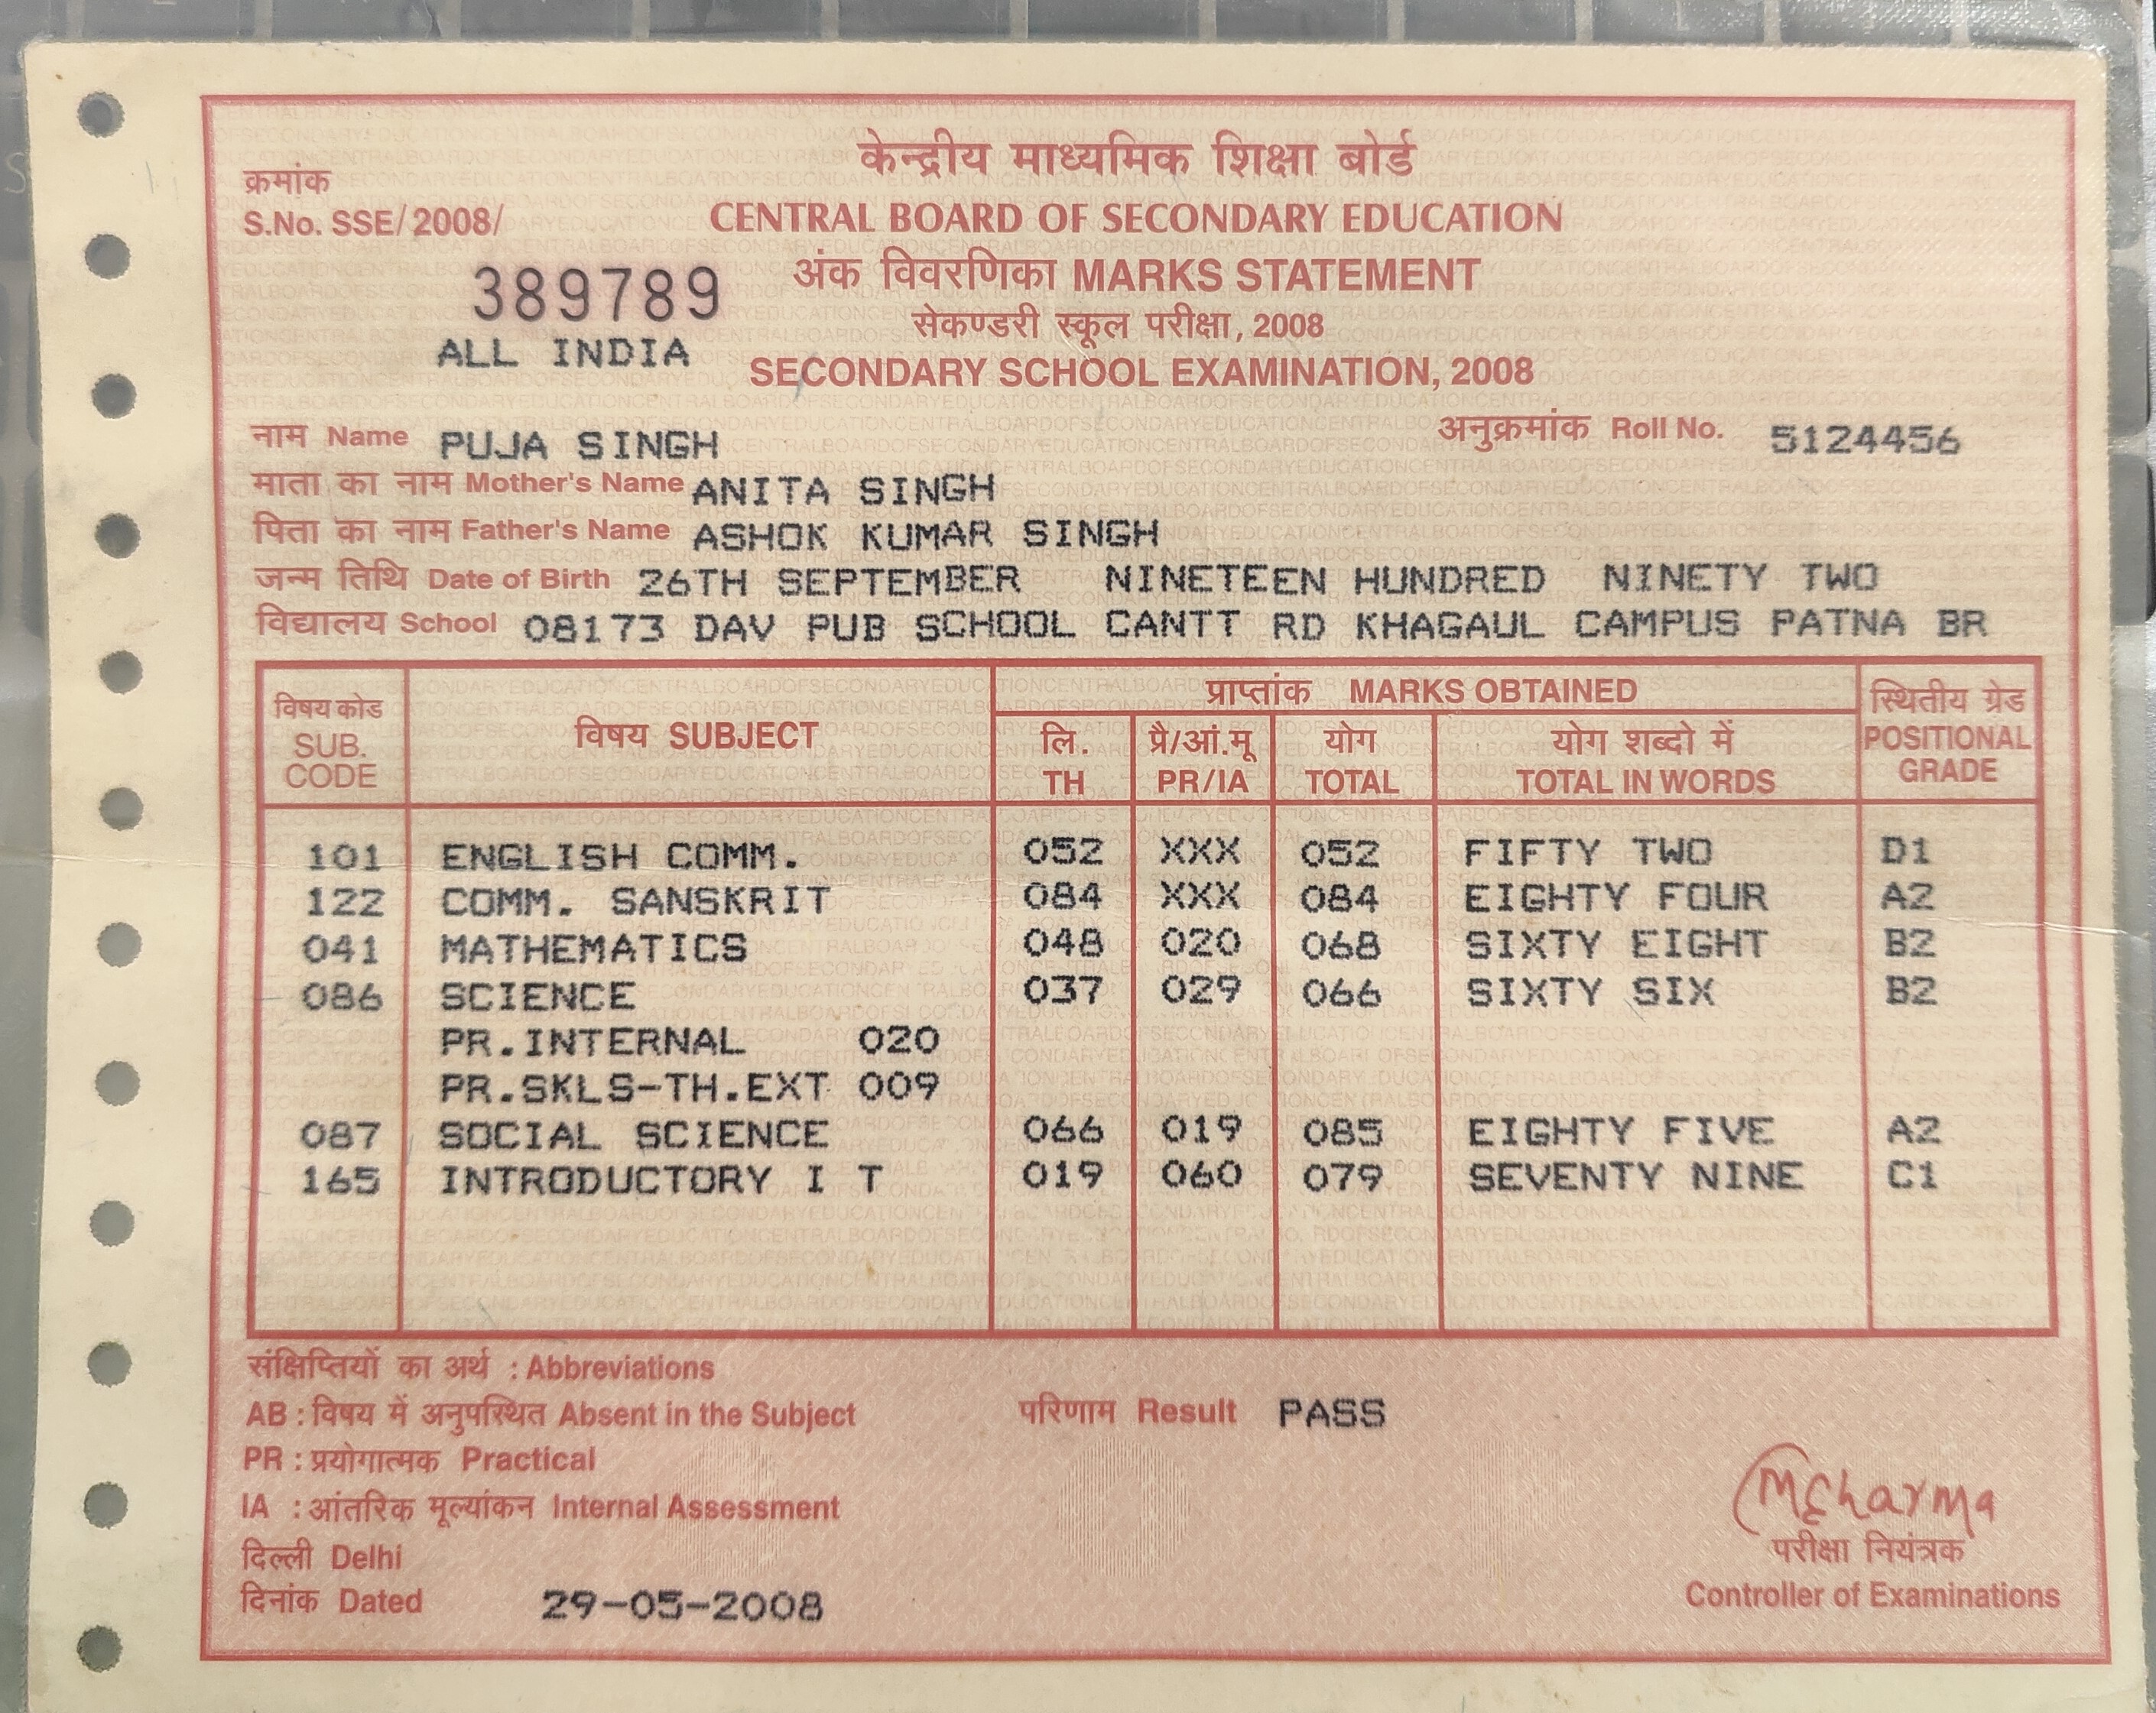 क्रमांक
S.No. SSE/2008/
389789
ALL INDIA
केन्द्रीय माध्यमिक शिक्षा बोर्ड
CENTRAL BOARD OF SECONDARY EDUCATION
अंक विवरणिका MARKS STATEMENT
सेकण्डरी स्कूल परीक्षा, 2008
SECONDARY SCHOOL EXAMINATION, 2008
नाम Name PUJA SINGH अनुक्रमांक Roll No. 5124456
माता का नाम Mother's Name ANITA SINGH
पिता का नाम Father's Name ASHOK KUMAR SINGH
जन्म तिथि Date of Birth 26TH SEPTEMBER NINETEEN HUNDRED NINETY TWO
विद्यालय School 08173 DAV PUB SCHOOL CANTT RD KHAGAUL CAMPUS PATNA BR
विषय कोड SUB. CODE विषय SUBJECT प्राप्तांक MARKS OBTAINED स्थितीय ग्रेड POSITIONAL GRADE
लि. TH प्रै/आं.मू PR/IA योग TOTAL योग शब्दो में TOTAL IN WORDS
101 ENGLISH COMM. 052 XXX 052 FIFTY TWO D1
122 COMM. SANSKRIT 084 XXX 084 EIGHTY FOUR A2
041 MATHEMATICS 048 020 068 SIXTY EIGHT B2
086 SCIENCE 037 029 066 SIXTY SIX B2
PR.INTERNAL 020
PR.SKLS-TH.EXT 009
087 SOCIAL SCIENCE 066 019 085 EIGHTY FIVE A2
165 INTRODUCTORY I T 019 060 079 SEVENTY NINE C1
संक्षिप्तियों का अर्थ : Abbreviations
AB : विषय में अनुपस्थित Absent in the Subject परिणाम Result PASS
PR : प्रयोगात्मक Practical
IA : आंतरिक मूल्यांकन Internal Assessment
दिल्ली Delhi
दिनांक Dated 29-05-2008
MCharma
परीक्षा नियंत्रक
Controller of Examinations